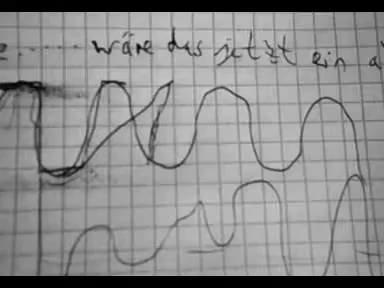 ..... wäre das jetzt ein a